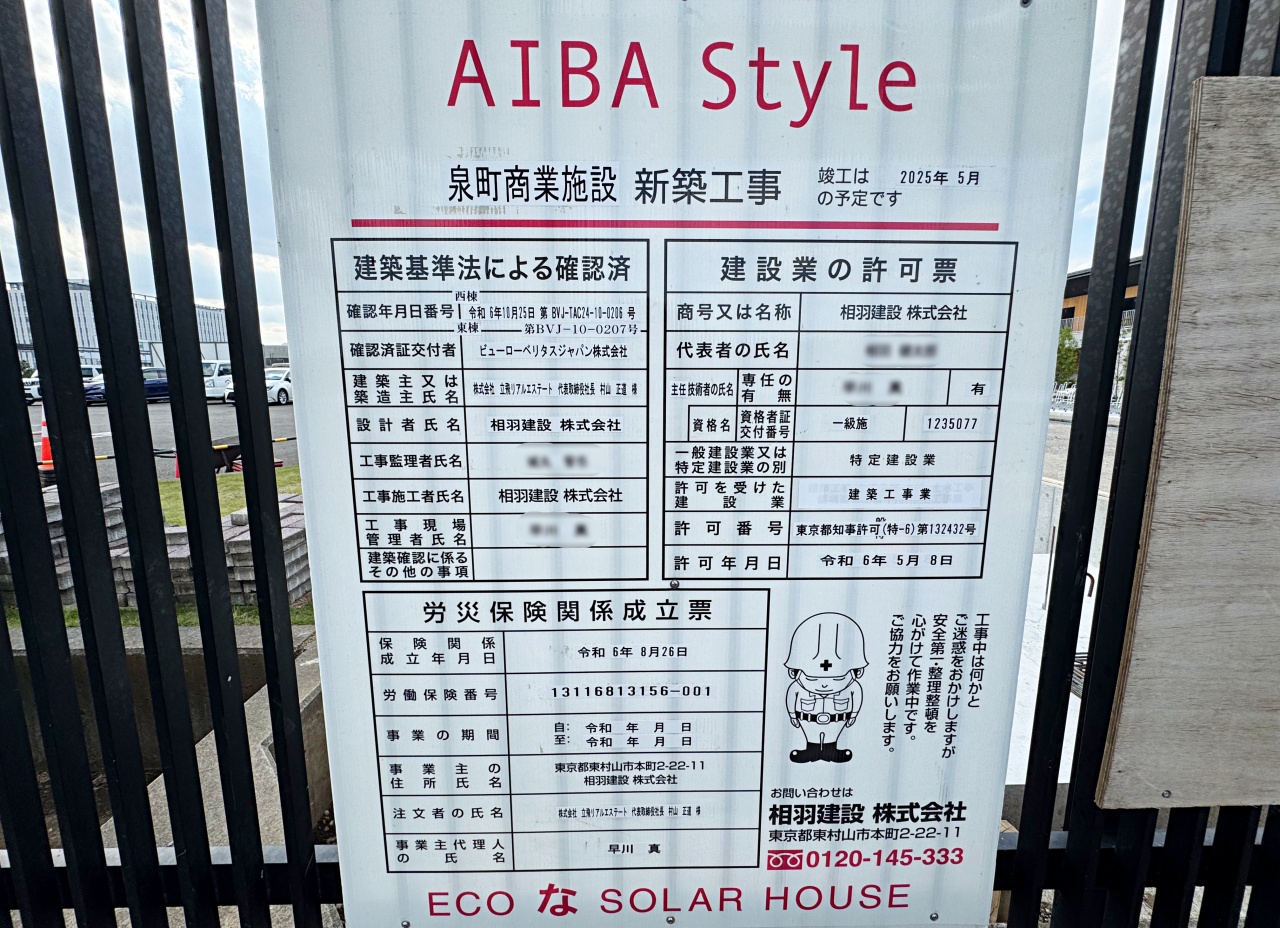 AIBA Style
泉町商業施設 新築工事 竣工は 2025年 5月
の予定です
建築基準法による確認済
確認年月日番号 西棟 令和 6年10月25日 第 BVJ-TAC24-10-0206 号
東棟 第BVJ-10-0207号
確認済証交付者 ビューローベリタスジャパン株式会社
建築主又は
築造主氏名 株式会社 立飛リアルエステート 代表取締役社長 村山 正道 様
設計者氏名 相羽建設 株式会社
工事監理者氏名
工事施工者氏名 相羽建設 株式会社
工事現場
管理者氏名
建築確認に係る
その他の事項
建設業の許可票
商号又は名称 相羽建設 株式会社
代表者の氏名
主任技術者の氏名 専任の有無 有
資格名 資格者証交付番号 一級施 1235077
一般建設業又は
特定建設業の別 特定建設業
許可を受けた
建設業 建築工事業
許可番号 東京都知事許可(特-6)第132432号
許可年月日 令和 6年 5月 8日
労災保険関係成立票
保険関係
成立年月日 令和 6年 8月26日
労働保険番号 13116813156-001
事業の期間 自: 令和 年 月 日
至: 令和 年 月 日
事業主の
住所氏名 東京都東村山市本町2-22-11
相羽建設 株式会社
注文者の氏名 株式会社 立飛リアルエステート 代表取締役社長 村山 正道 様
事業主代理人
の氏名 早川 真
工事中は何かと
ご迷惑をおかけしますが
安全第一・整理整頓を
心がけて作業中です。
ご協力をお願いします。
お問い合わせは
相羽建設 株式会社
東京都東村山市本町2-22-11
0120-145-333
ECO な SOLAR HOUSE